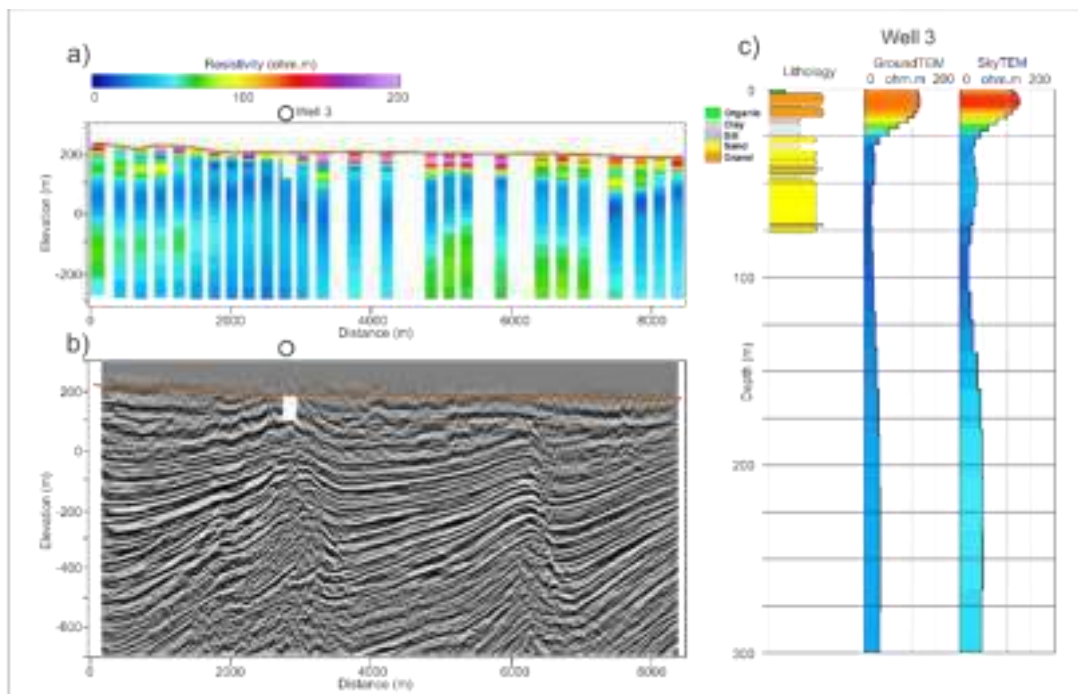 a)
Resistivity (ohm.m)
0 100 200
Well 3
200
0
-200
Elevation (m)
0 2000 4000 6000 8000
Distance (m)
b)
200
0
-200
-400
-600
Elevation (m)
0 2000 4000 6000 8000
Distance (m)
c)
Well 3
Lithology
GroundTEM
0 ohm.m 200
SkyTEM
0 ohm.m 200
Organic
Clay
Silt
Sand
Gravel
0
100
200
300
Depth (m)